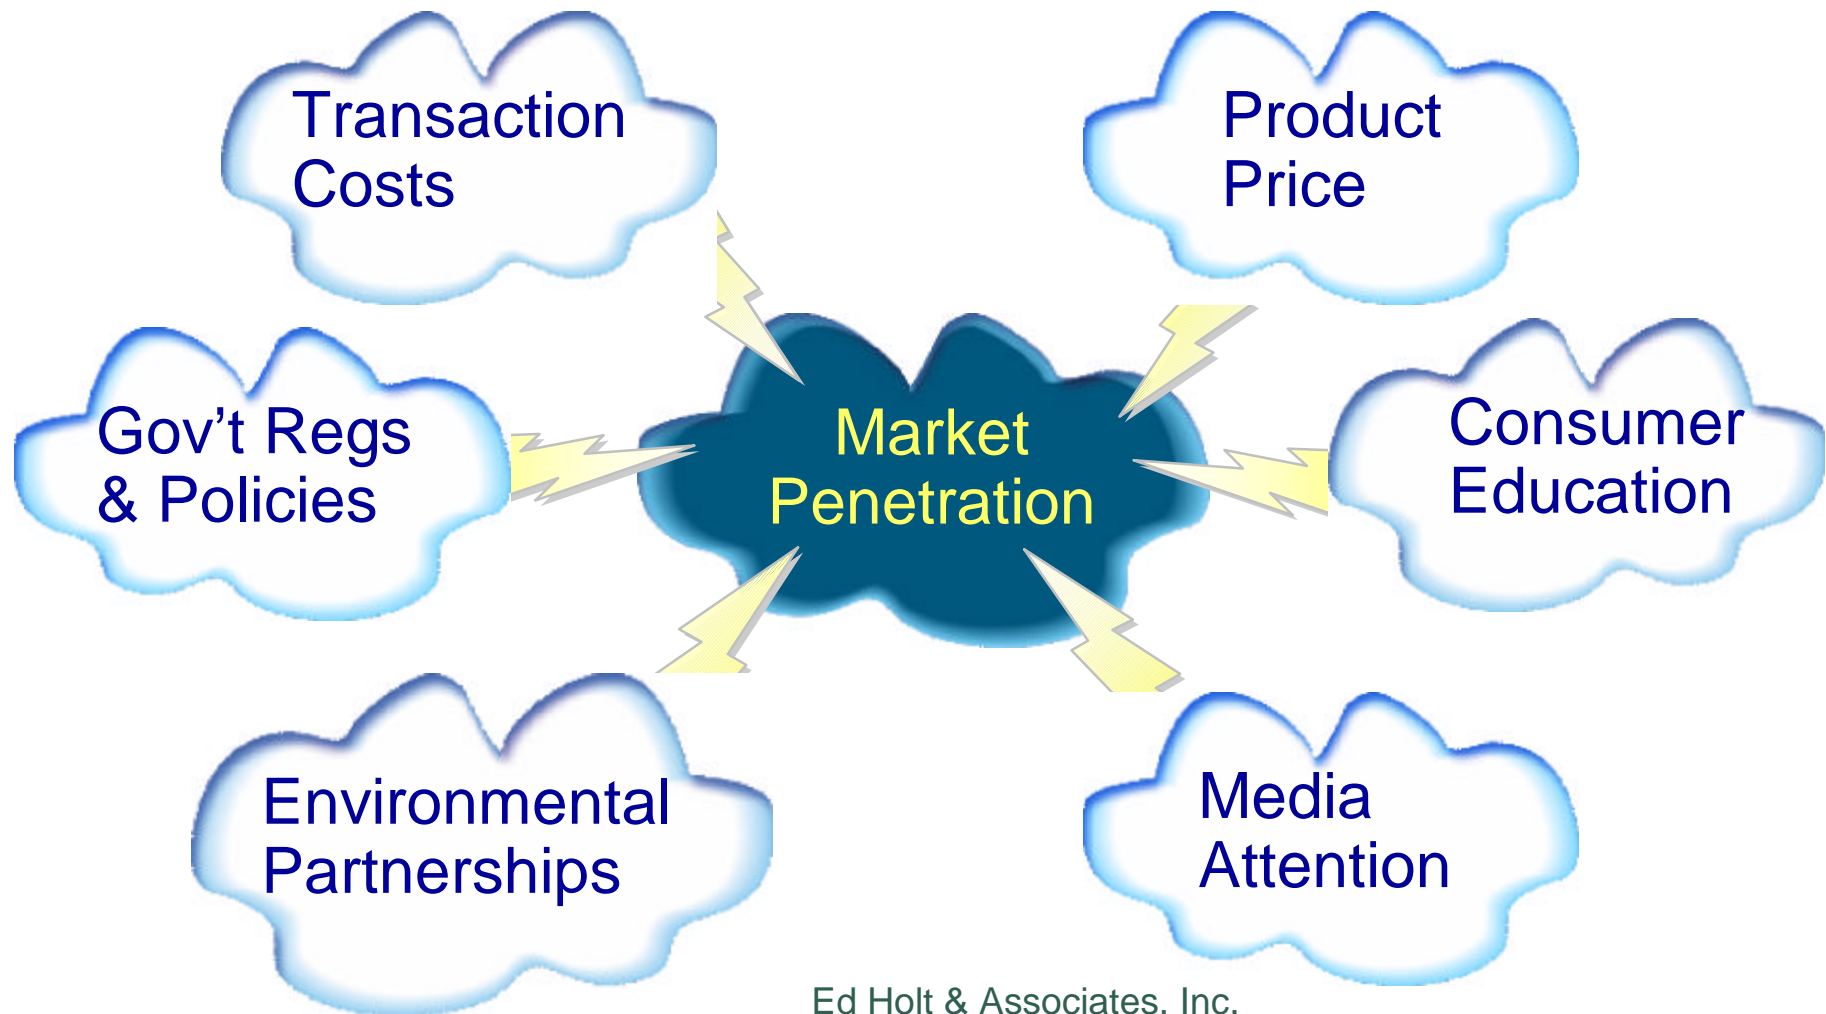 Transaction
Costs
Product
Price
Gov’t Regs
& Policies
Market
Penetration
Consumer
Education
Environmental
Partnerships
Media
Attention
Ed Holt & Associates, Inc.